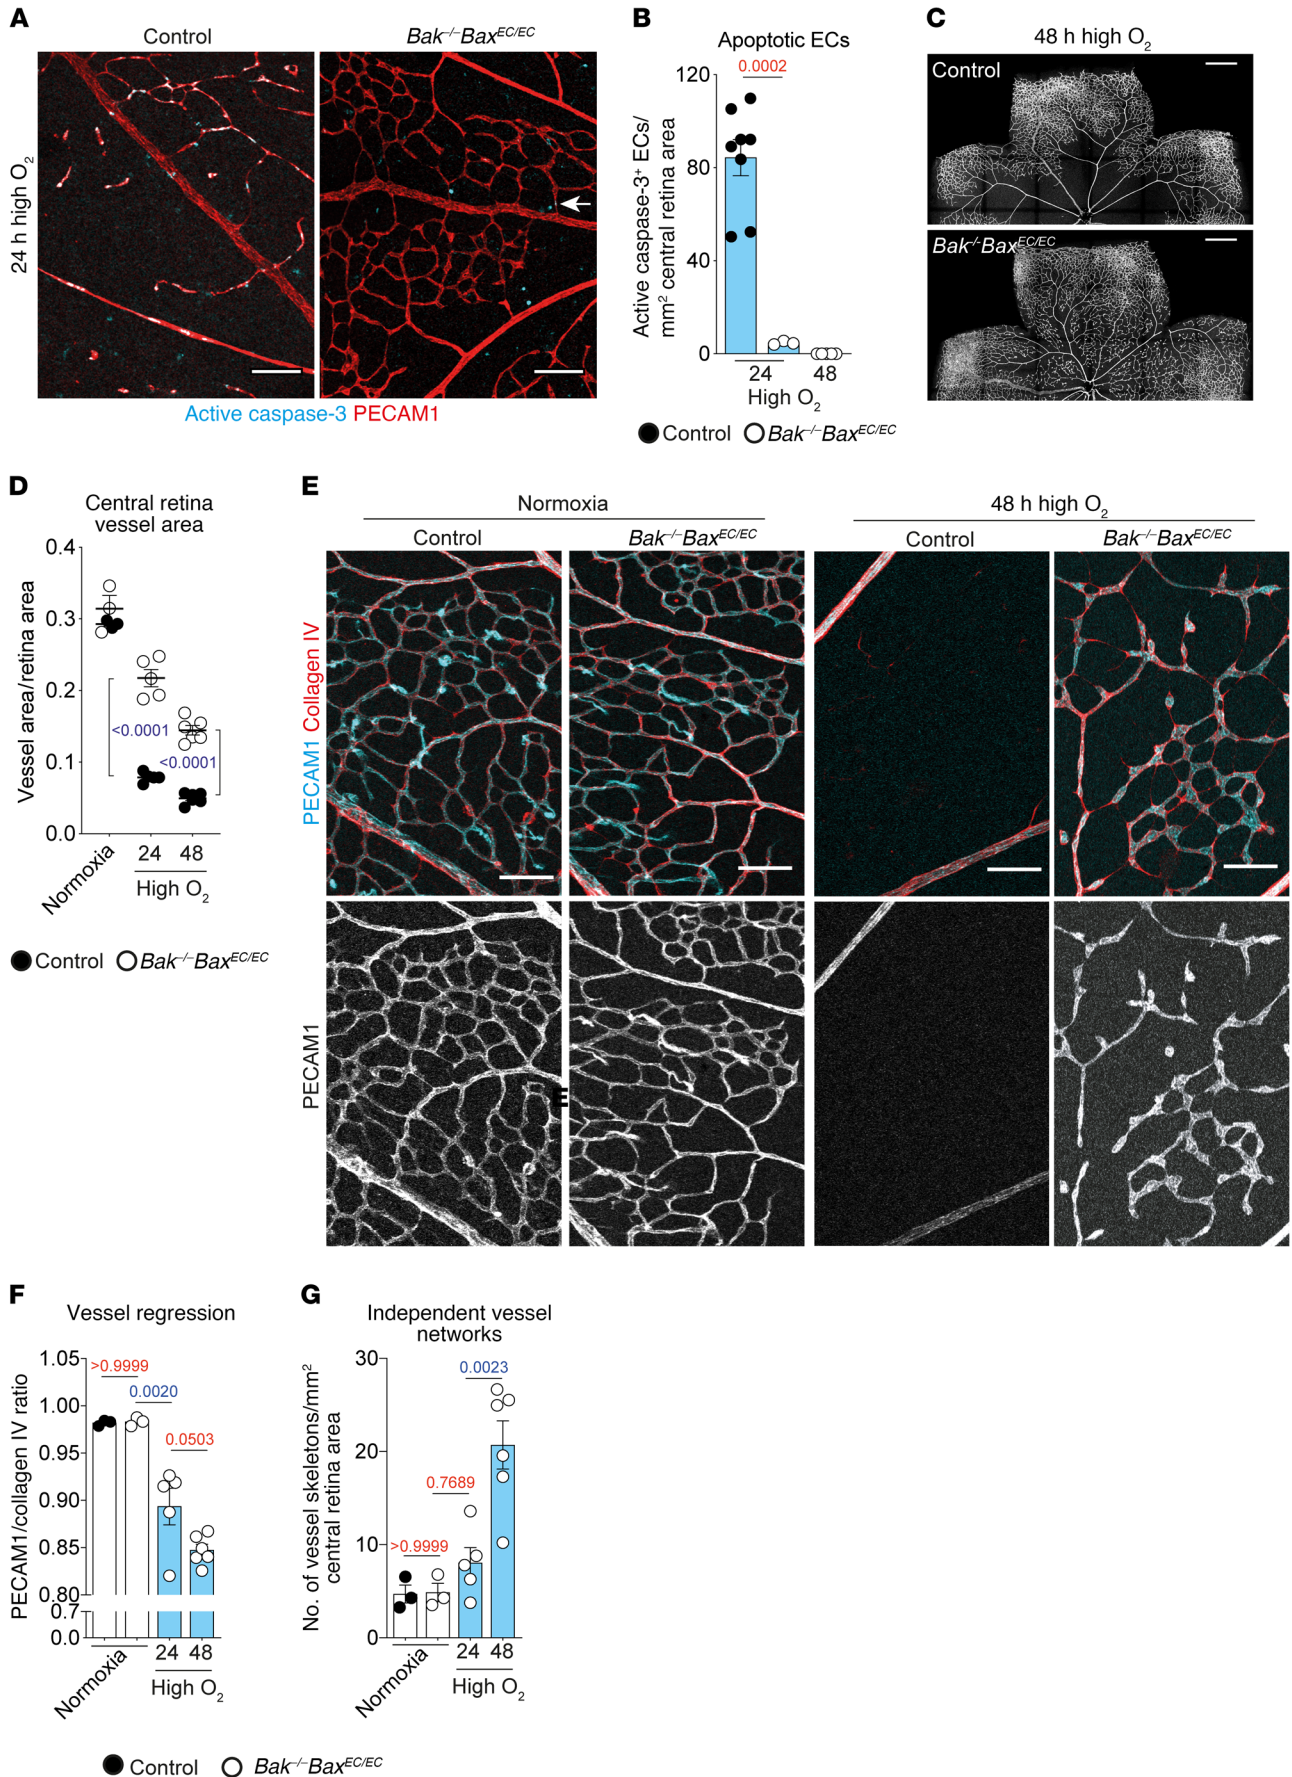 A
Control
Bak–/–BaxEC/EC
24 h high O2
Active caspase-3 PECAM1
B
Apoptotic ECs
0.0002
Active caspase-3+ ECs/
mm2 central retina area
120
80
40
0
24
48
High O2
Control
Bak–/–BaxEC/EC
C
48 h high O2
Control
Bak–/–BaxEC/EC
D
Central retina
vessel area
Vessel area/retina area
0.4
0.3
0.2
0.1
0.0
<0.0001
<0.0001
Normoxia
24
48
High O2
Control
Bak–/–BaxEC/EC
E
Normoxia
48 h high O2
Control
Bak–/–BaxEC/EC
Control
Bak–/–BaxEC/EC
PECAM1 Collagen IV
PECAM1
E
F
Vessel regression
PECAM1/collagen IV ratio
1.05
1.00
0.95
0.90
0.85
0.80
0.7
0.0
>0.9999
0.0020
0.0503
Normoxia
24
48
High O2
G
Independent vessel
networks
No. of vessel skeletons/mm2
central retina area
30
20
10
0
>0.9999
0.7689
0.0023
Normoxia
24
48
High O2
Control
Bak–/–BaxEC/EC